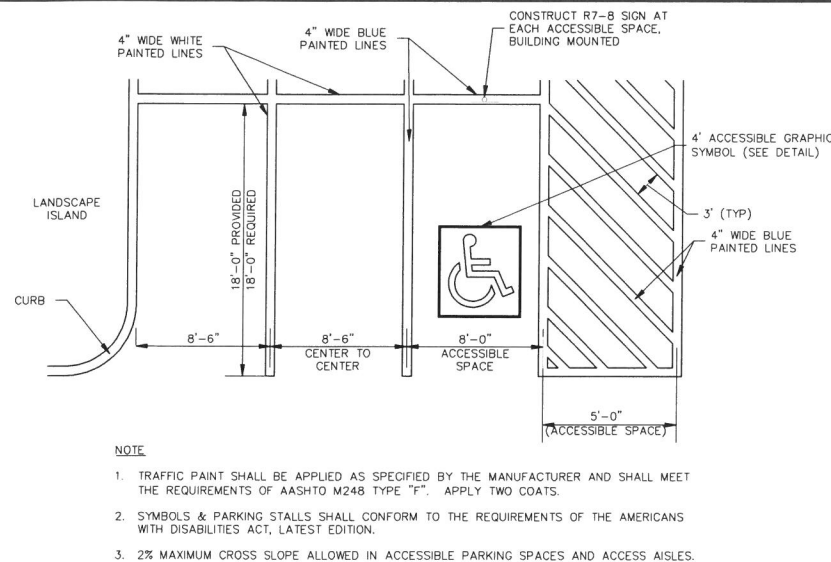 CONSTRUCT R7-8 SIGN AT
EACH ACCESSIBLE SPACE,
BUILDING MOUNTED
4" WIDE WHITE
PAINTED LINES
4" WIDE BLUE
PAINTED LINES
4' ACCESSIBLE GRAPHIC
SYMBOL (SEE DETAIL)
LANDSCAPE
ISLAND
18'-0" PROVIDED
18'-0" REQUIRED
3' (TYP)
4" WIDE BLUE
PAINTED LINES
CURB
8'-6"
8'-6"
CENTER TO
CENTER
8'-0"
ACCESSIBLE
SPACE
5'-0"
(ACCESSIBLE SPACE)
NOTE
1. TRAFFIC PAINT SHALL BE APPLIED AS SPECIFIED BY THE MANUFACTURER AND SHALL MEET
THE REQUIREMENTS OF AASHTO M248 TYPE "F". APPLY TWO COATS.
2. SYMBOLS & PARKING STALLS SHALL CONFORM TO THE REQUIREMENTS OF THE AMERICANS
WITH DISABILITIES ACT, LATEST EDITION.
3. 2% MAXIMUM CROSS SLOPE ALLOWED IN ACCESSIBLE PARKING SPACES AND ACCESS AISLES.